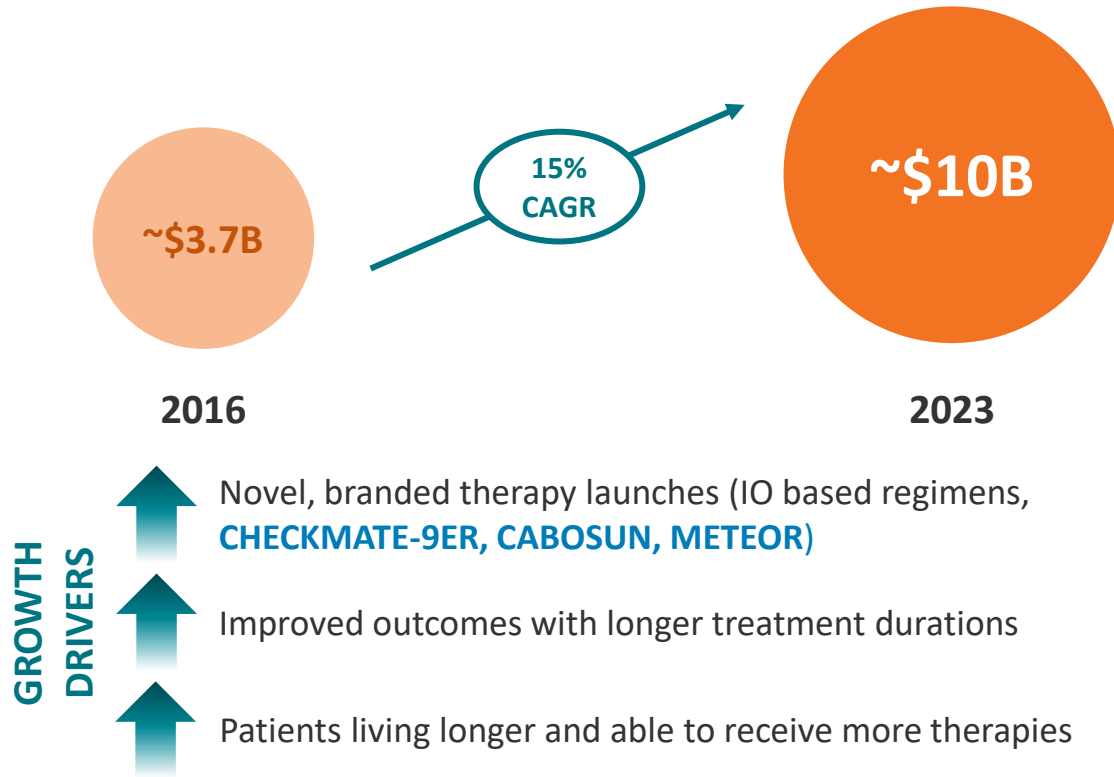 ~$3.7B
15%
CAGR
~$10B
2016
2023
GROWTH
DRIVERS
Novel, branded therapy launches (IO based regimens,
CHECKMATE-9ER, CABOSUN, METEOR)
Improved outcomes with longer treatment durations
Patients living longer and able to receive more therapies